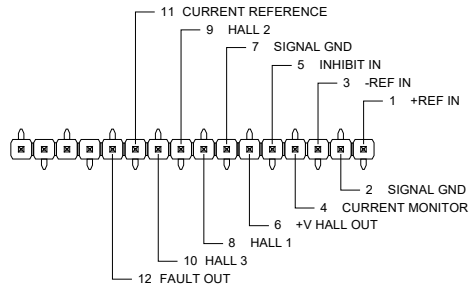 11 CURRENT REFERENCE
9 HALL 2
7 SIGNAL GND
5 INHIBIT IN
3 -REF IN
1 +REF IN
2 SIGNAL GND
4 CURRENT MONITOR
6 +V HALL OUT
8 HALL 1
10 HALL 3
12 FAULT OUT